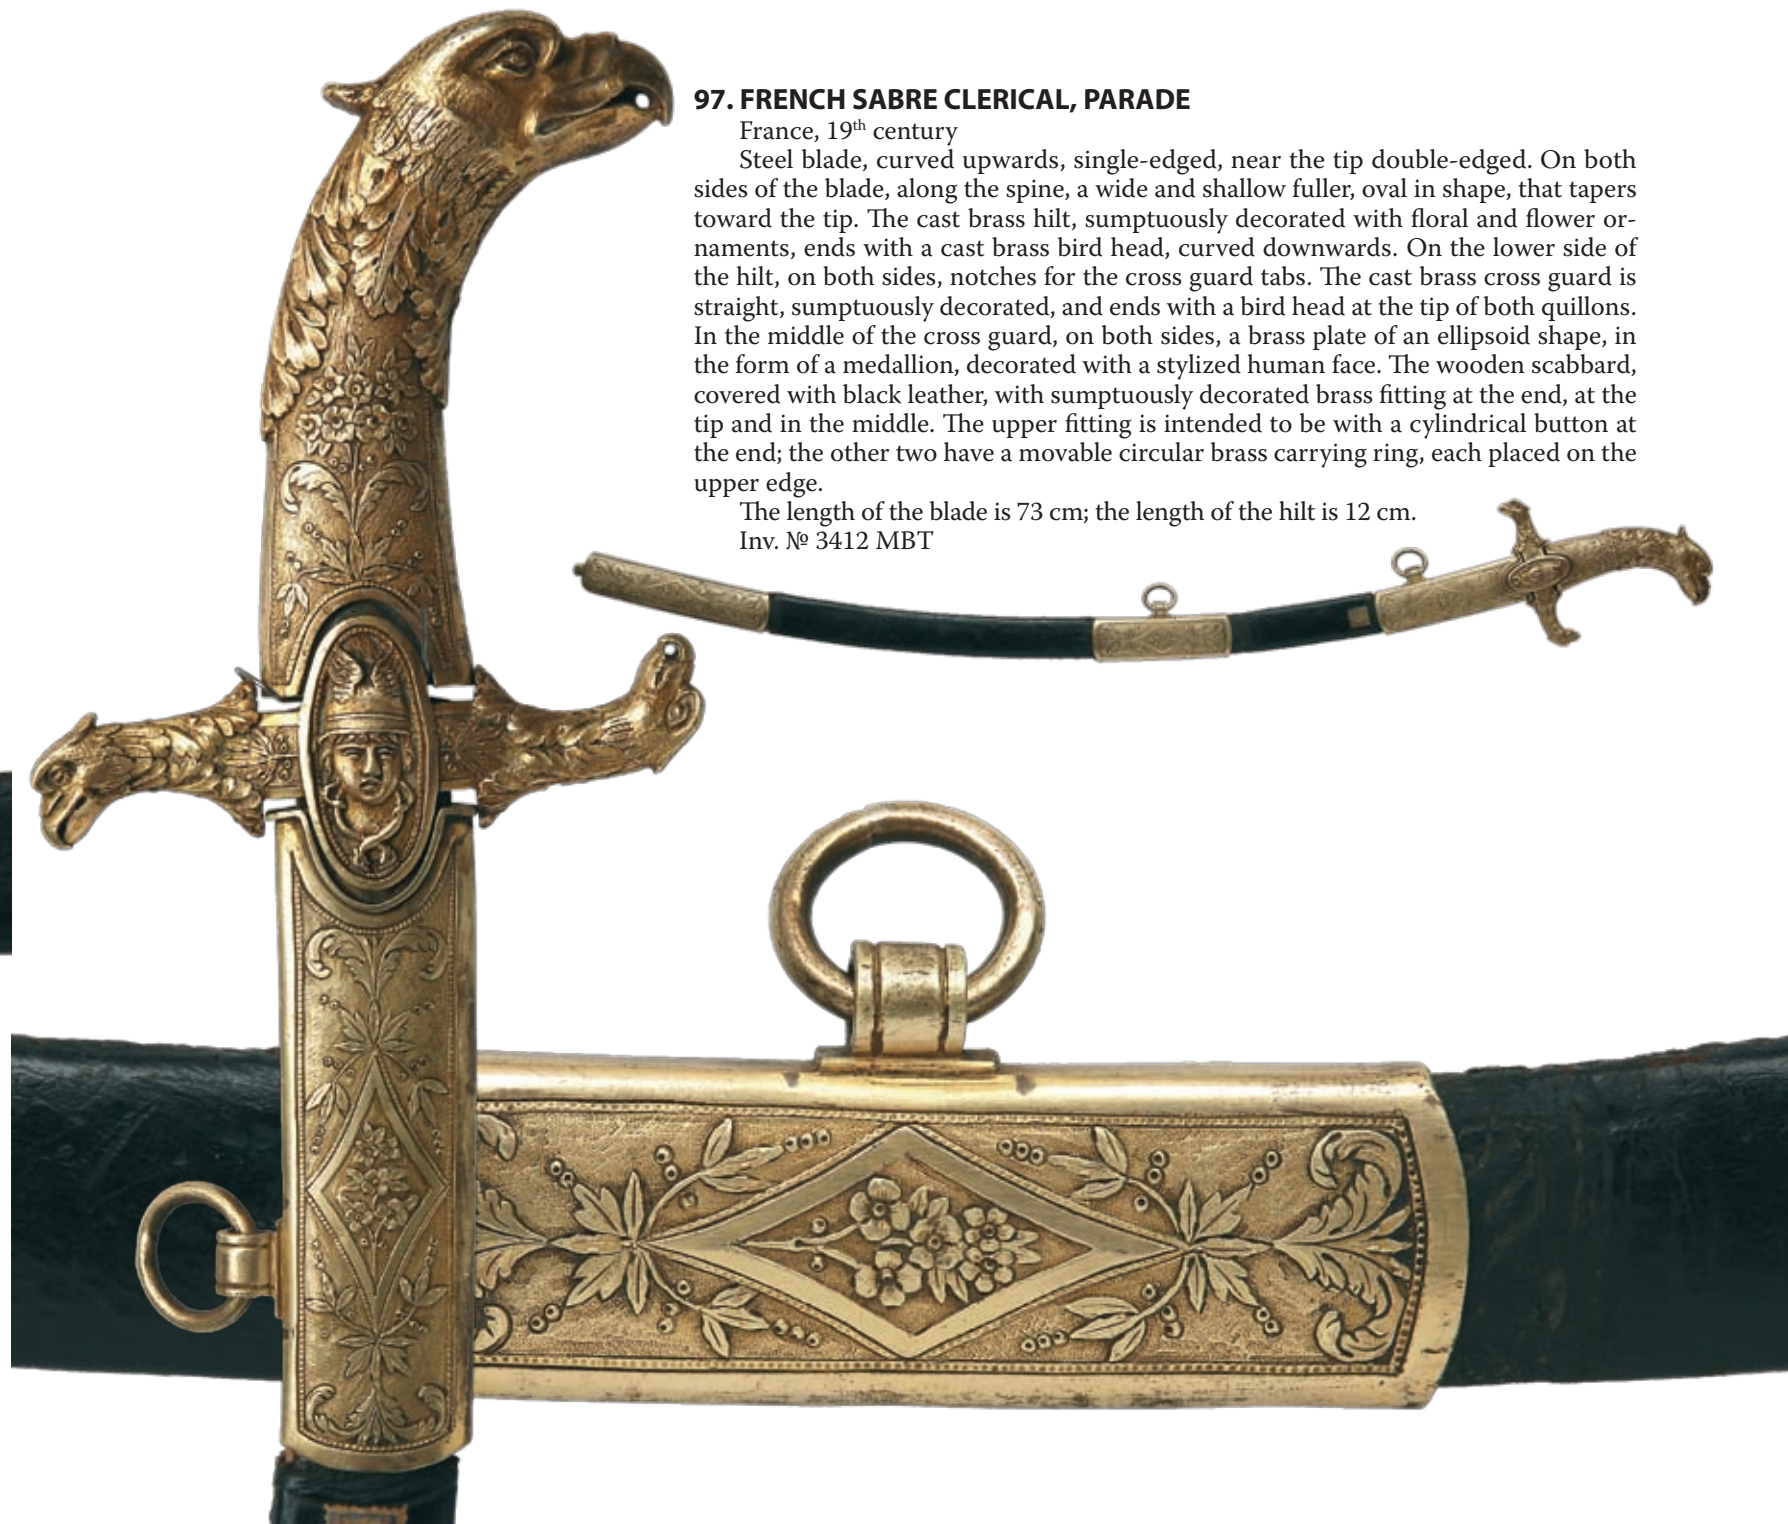 97. FRENCH SABRE CLERICAL, PARADE
France, 19th century
Steel blade, curved upwards, single-edged, near the tip double-edged. On both
sides of the blade, along the spine, a wide and shallow fuller, oval in shape, that tapers
toward the tip. The cast brass hilt, sumptuously decorated with floral and flower or-
naments, ends with a cast brass bird head, curved downwards. On the lower side of
the hilt, on both sides, notches for the cross guard tabs. The cast brass cross guard is
straight, sumptuously decorated, and ends with a bird head at the tip of both quillons.
In the middle of the cross guard, on both sides, a brass plate of an ellipsoid shape, in
the form of a medallion, decorated with a stylized human face. The wooden scabbard,
covered with black leather, with sumptuously decorated brass fitting at the end, at the
tip and in the middle. The upper fitting is intended to be with a cylindrical button at
the end; the other two have a movable circular brass carrying ring, each placed on the
upper edge.
The length of the blade is 73 cm; the length of the hilt is 12 cm.
Inv. № 3412 MBT